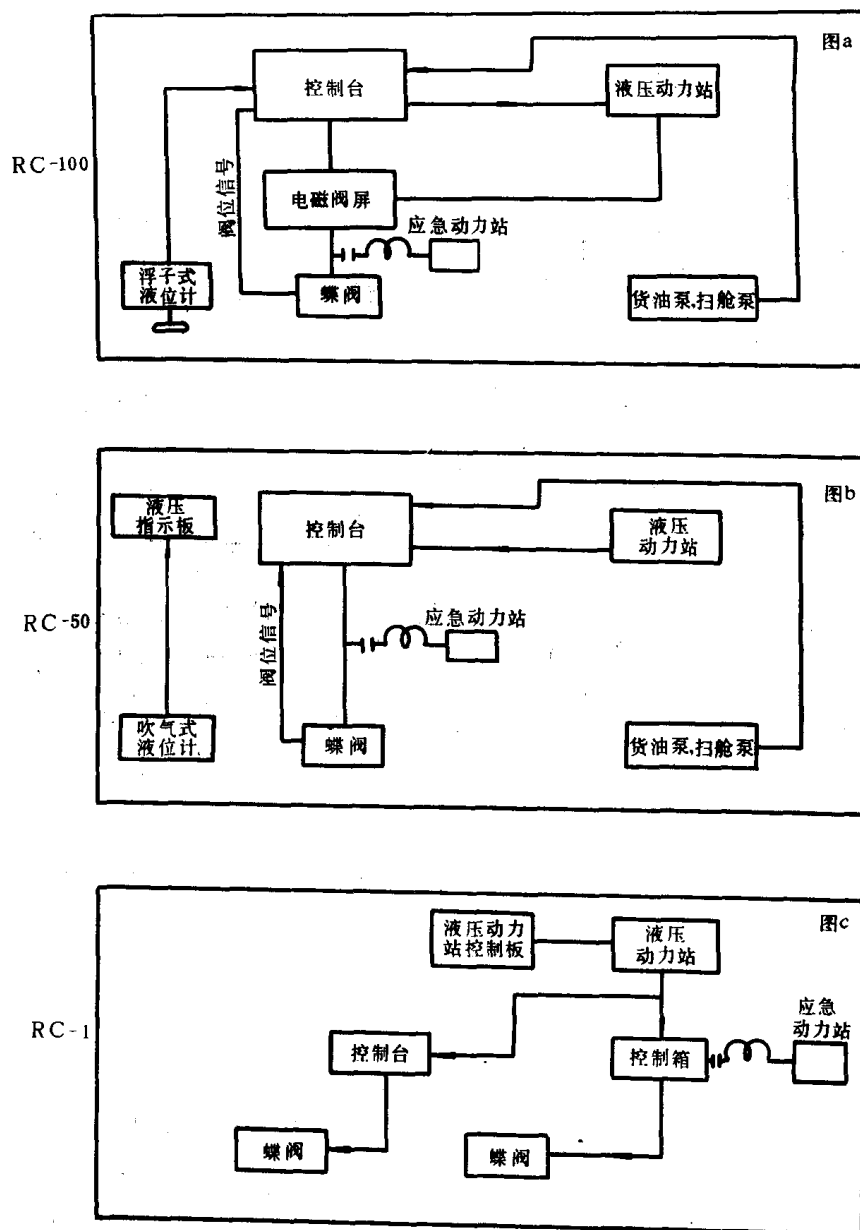 图a
控制台
液压动力站
RC-100
阀位信号
电磁阀屏
应急动力站
浮子式
液位计
蝶阀
货油泵.扫舱泵
图b
液压
指示板
控制台
液压
动力站
RC-50
阀位信号
应急动力站
吹气式
液位计
蝶阀
货油泵.扫舱泵
图c
液压动力
站控制板
液压
动力站
RC-1
应急
动力站
控制台
控制箱
蝶阀
蝶阀